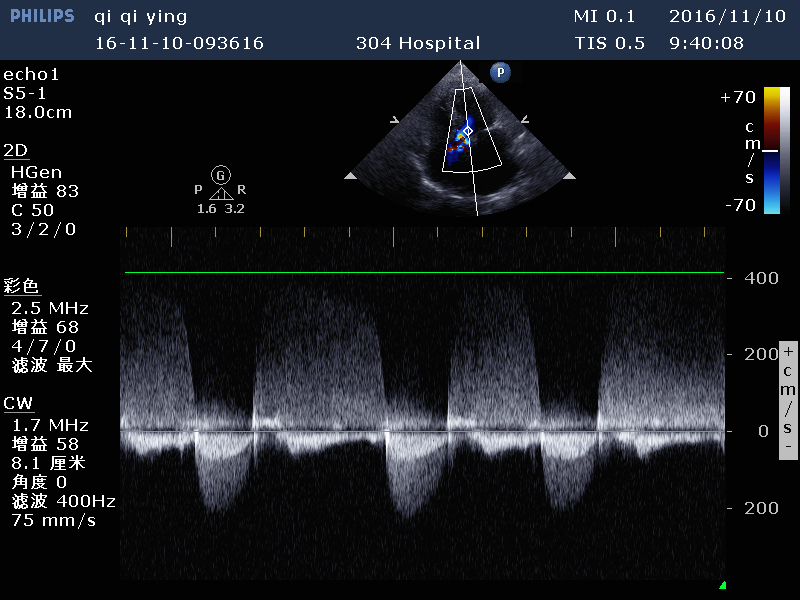 PHILIPS qi qi ying MI 0.1 2016/11/10
16-11-10-093616 304 Hospital TIS 0.5 9:40:08
echo1
S5-1
18.0cm
2D
HGen
增益 83
C 50
3/2/0
彩色
2.5 MHz
增益 68
4/7/0
滤波 最大
CW
1.7 MHz
增益 58
8.1 厘米
角度 0
滤波 400Hz
75 mm/s
G
P R
1.6 3.2
P
+70
cm/s
-70
400
200
0
200
+
cm/s
-